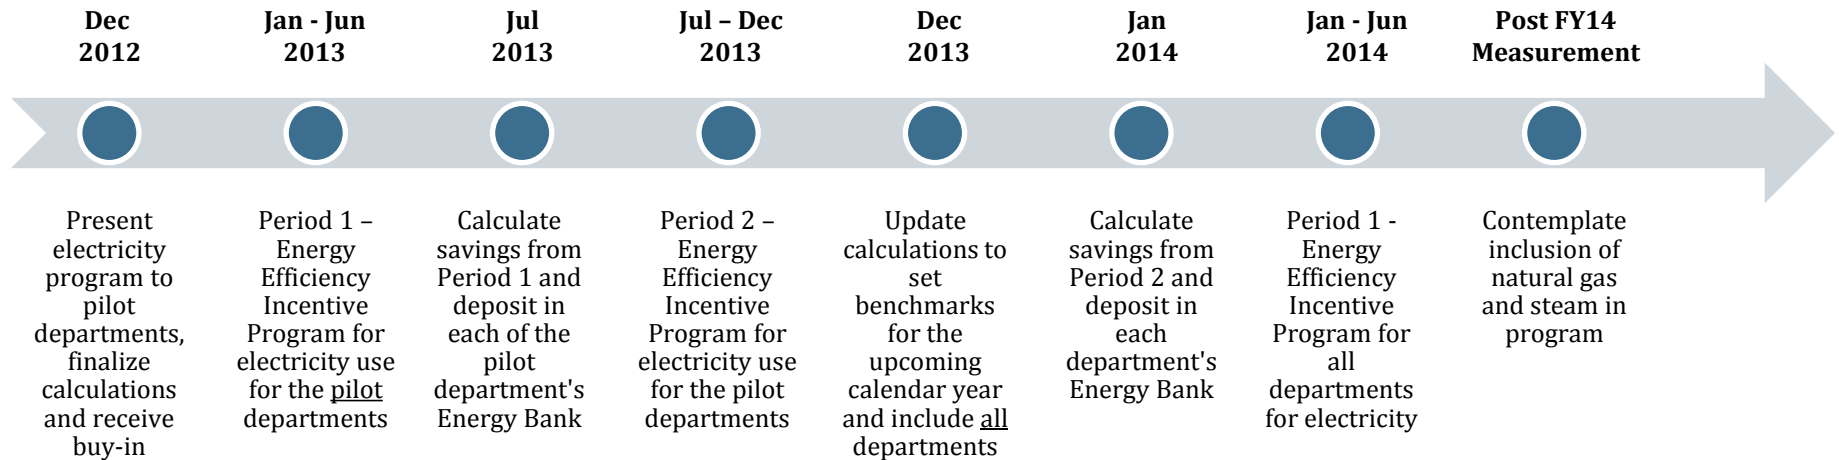 Dec
2012
Jan - Jun
2013
Jul
2013
Jul – Dec
2013
Dec
2013
Jan
2014
Jan - Jun
2014
Post FY14
Measurement
Present
electricity
program to
pilot
departments,
finalize
calculations
and receive
buy-in
Period 1 –
Energy
Efficiency
Incentive
Program for
electricity use
for the pilot
departments
Calculate
savings from
Period 1 and
deposit in
each of the
pilot
department's
Energy Bank
Period 2 –
Energy
Efficiency
Incentive
Program for
electricity use
for the pilot
departments
Update
calculations to
set
benchmarks
for the
upcoming
calendar year
and include all
departments
Calculate
savings from
Period 2 and
deposit in
each
department's
Energy Bank
Period 1 -
Energy
Efficiency
Incentive
Program for
all
departments
for electricity
Contemplate
inclusion of
natural gas
and steam in
program